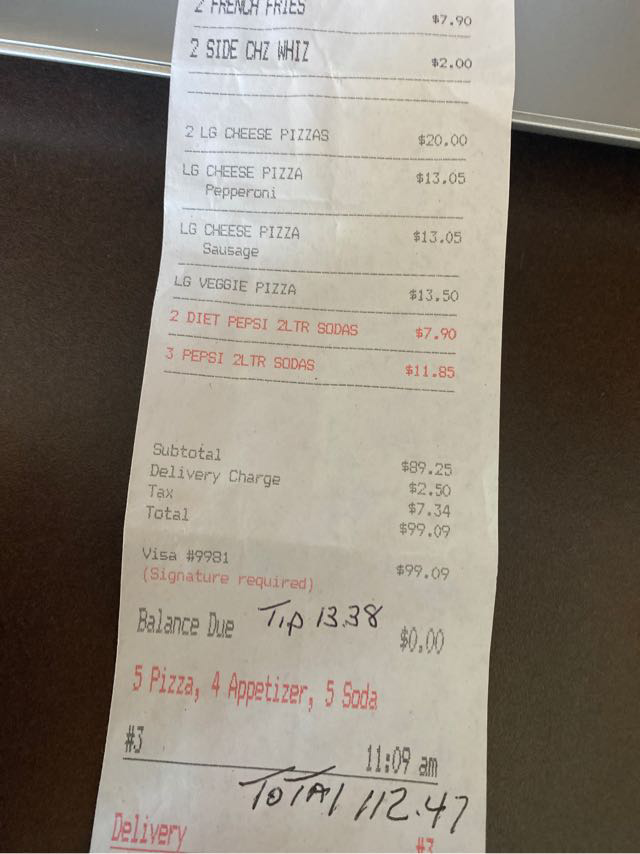 2 FRENCH FRIES $7.90
2 SIDE CHZ WHIZ $2.00
2 LG CHEESE PIZZAS $20.00
LG CHEESE PIZZA $13.05
Pepperoni
LG CHEESE PIZZA $13.05
Sausage
LG VEGGIE PIZZA $13.50
2 DIET PEPSI 2LTR SODAS $7.90
3 PEPSI 2LTR SODAS $11.85
Subtotal $89.25
Delivery Charge $2.50
Tax $7.34
Total $99.09
Visa #9981 $99.09
(Signature required)
Tip 13.38
Balance Due $0.00
5 Pizza, 4 Appetizer, 5 Soda
#3 11:09 am
TOTAl 112.47
Delivery #3